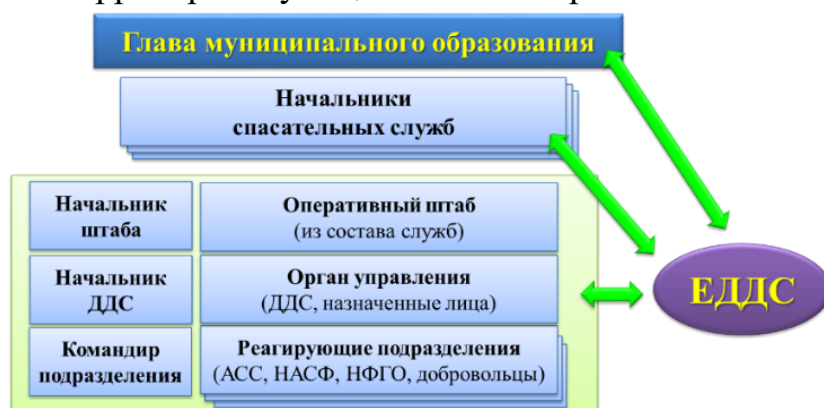 Глава муниципального образования
Начальники
спасательных служб
Начальник
штаба
Оперативный штаб
(из состава служб)
Начальник
ДДС
Орган управления
(ДДС, назначенные лица)
ЕДДС
Командир
подразделения
Реагирующие подразделения
(АСС, НАСФ, НФГО, добровольцы)